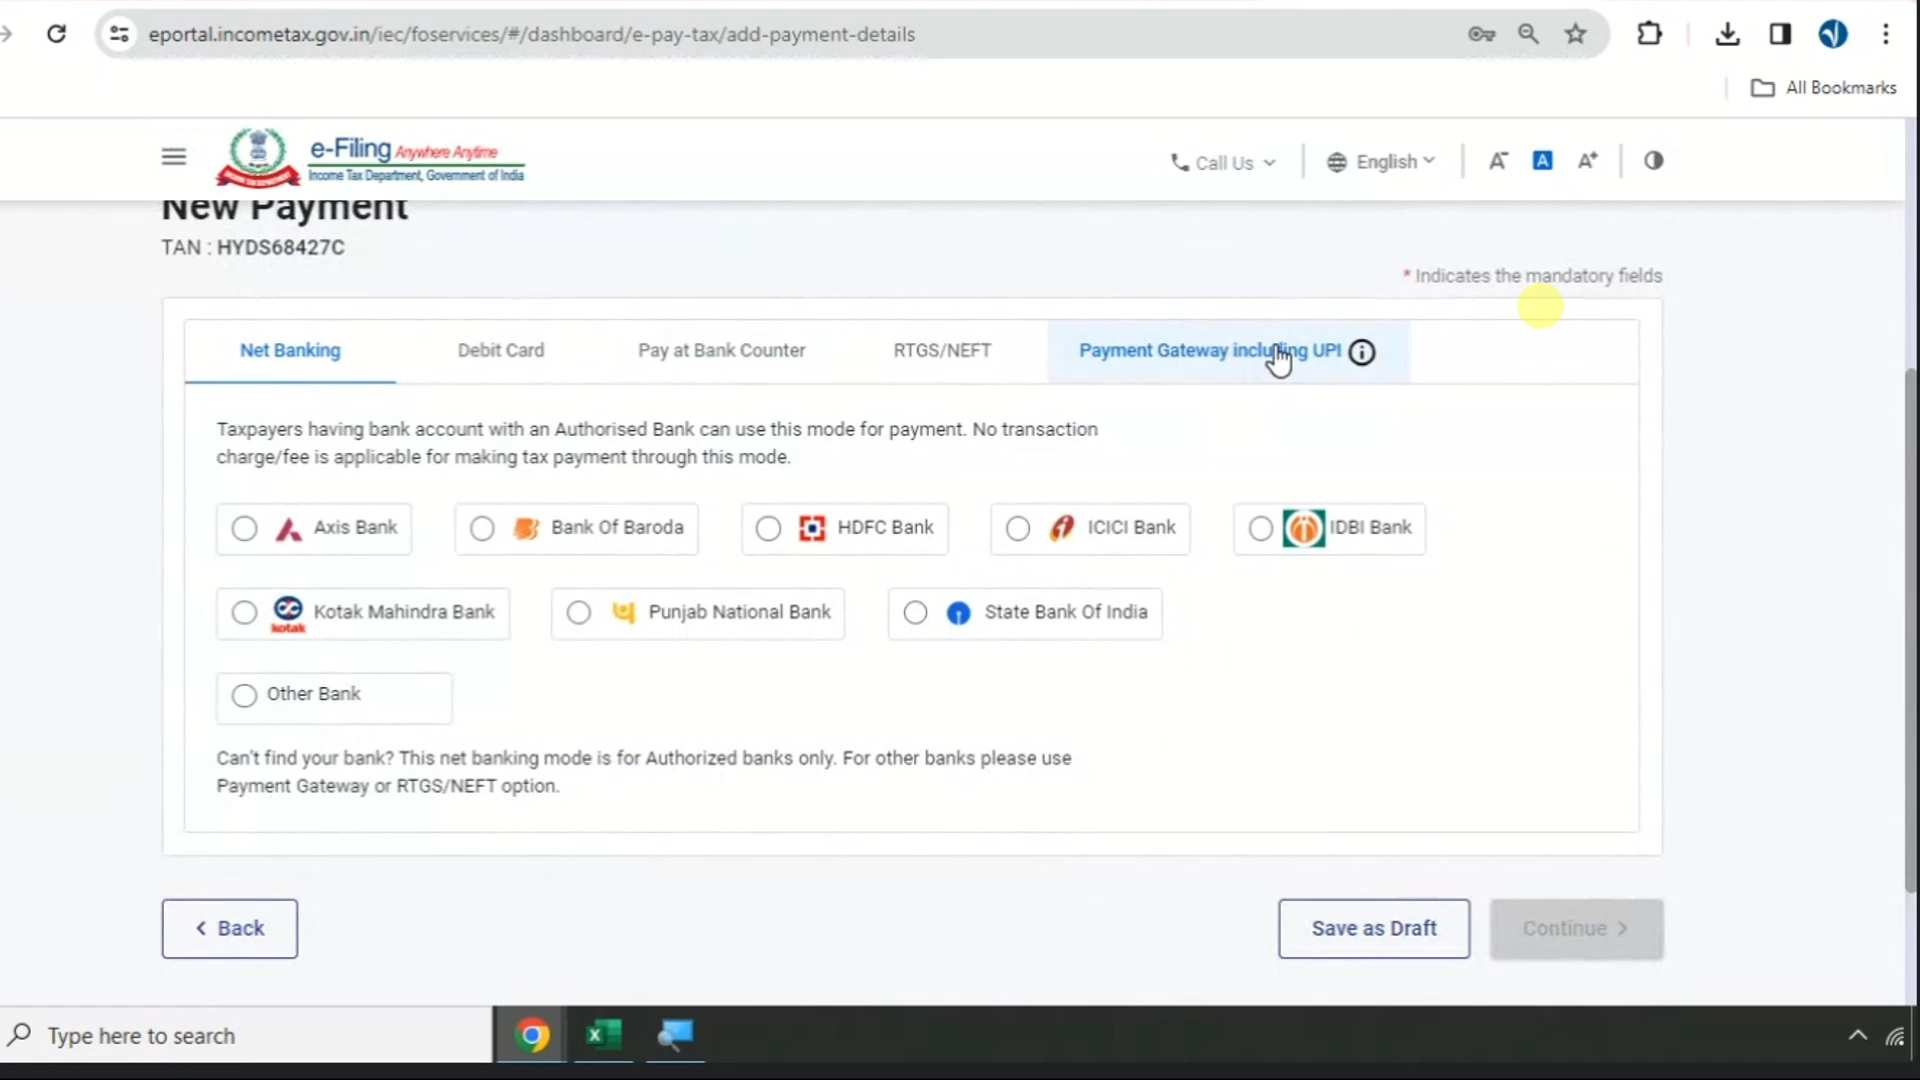 eportal.incometax.gov.in/iec/foservices/#/dashboard/e-pay-tax/add-payment-details
All Bookmarks
e-Filing Anywhere Anytime
Income Tax Department, Government of India
Call Us
English
A-
A
A+
New Payment
TAN : HYDS68427C
* Indicates the mandatory fields
Net Banking
Debit Card
Pay at Bank Counter
RTGS/NEFT
Payment Gateway including UPI
Taxpayers having bank account with an Authorised Bank can use this mode for payment. No transaction
charge/fee is applicable for making tax payment through this mode.
Axis Bank
Bank Of Baroda
HDFC Bank
ICICI Bank
IDBI Bank
kotak
Kotak Mahindra Bank
Punjab National Bank
State Bank Of India
Other Bank
Can't find your bank? This net banking mode is for Authorized banks only. For other banks please use
Payment Gateway or RTGS/NEFT option.
< Back
Save as Draft
Continue >
Type here to search